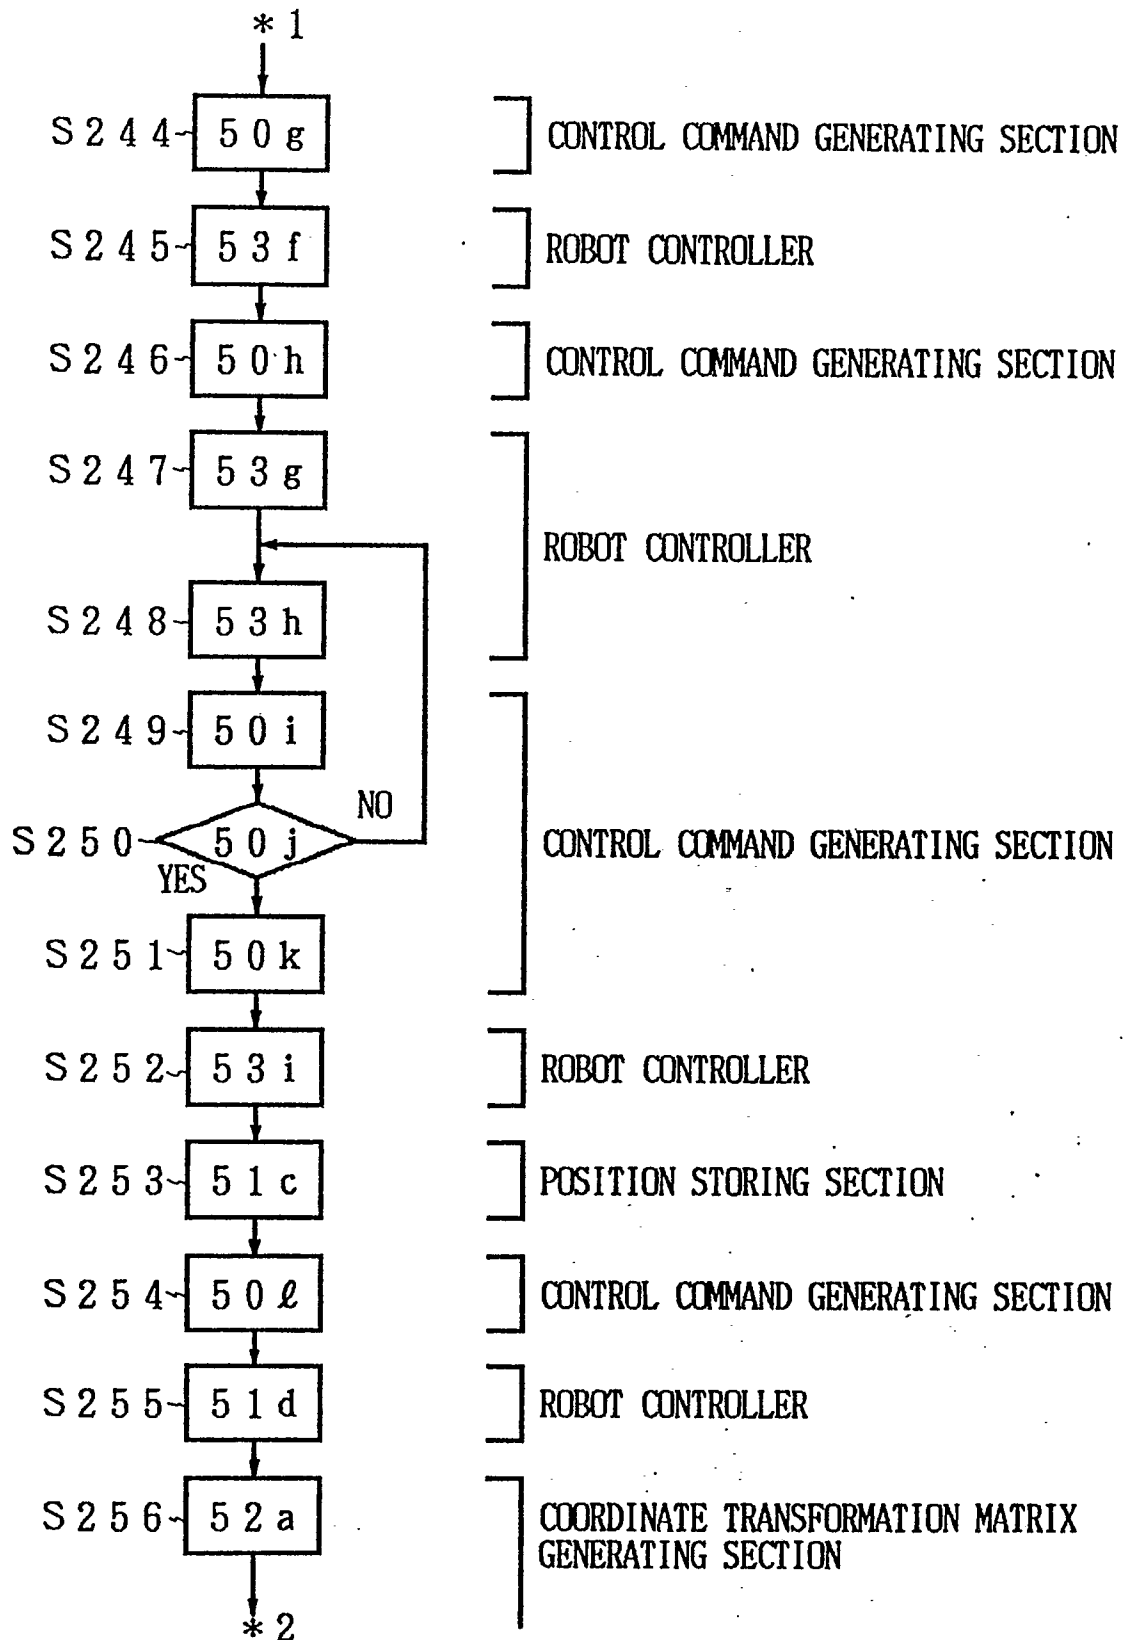 *1
S244 50g CONTROL COMMAND GENERATING SECTION
S245 53f ROBOT CONTROLLER
S246 50h CONTROL COMMAND GENERATING SECTION
S247 53g
ROBOT CONTROLLER
S248 53h
S249 50i
NO
S250 50j CONTROL COMMAND GENERATING SECTION
YES
S251 50k
S252 53i ROBOT CONTROLLER
S253 51c POSITION STORING SECTION
S254 50ℓ CONTROL COMMAND GENERATING SECTION
S255 51d ROBOT CONTROLLER
S256 52a COORDINATE TRANSFORMATION MATRIX
GENERATING SECTION
*2